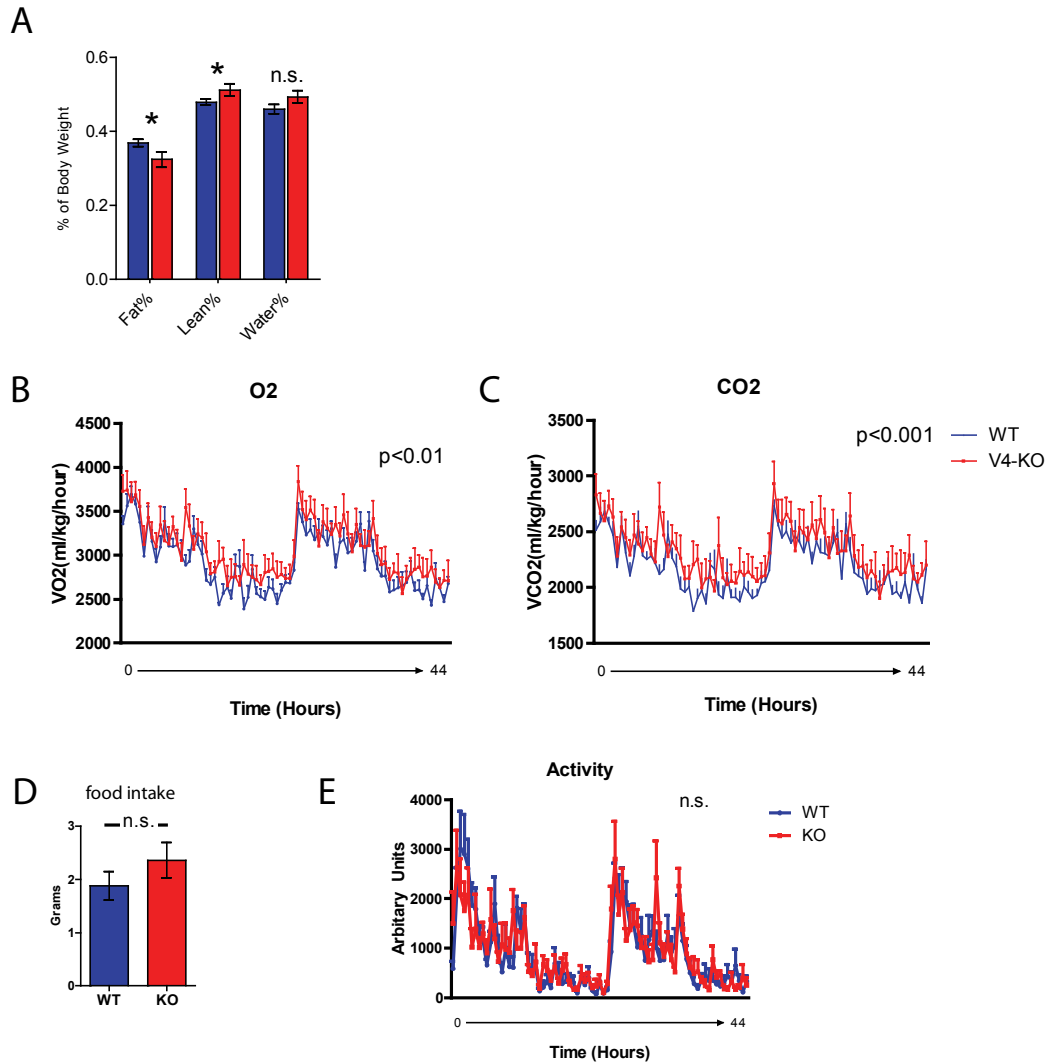 A
0.6
0.4
0.2
0.0
% of Body Weight
*
*
n.s.
Fat%
Lean%
Water%
B
O2
4500
4000
3500
3000
2500
2000
VO2(ml/kg/hour)
p<0.01
0
44
Time (Hours)
C
CO2
3500
3000
2500
2000
1500
VCO2(ml/kg/hour)
p<0.001
WT
V4-KO
0
44
Time (Hours)
D
food intake
n.s.
3
2
1
0
Grams
WT
KO
E
Activity
4000
3000
2000
1000
0
Arbitary Units
n.s.
WT
KO
0
44
Time (Hours)